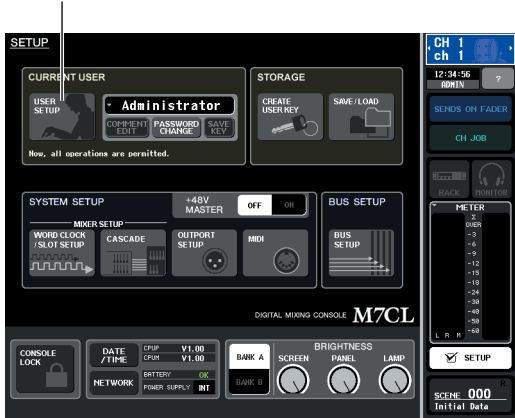 SETUP
CURRENT USER
USER
SETUP
Administrator
COMMENT
EDIT
PASSWORD
CHANGE
SAVE
KEY
Now, all operations are permitted.
STORAGE
CREATE
USER KEY
SAVE/LOAD
SYSTEM SETUP
+48V
MASTER
OFF
ON
MIXER SETUP
WORD CLOCK
/SLOT SETUP
CASCADE
OUTPORT
SETUP
MIDI
BUS SETUP
BUS
SETUP
DIGITAL MIXING CONSOLE M7CL
CONSOLE
LOCK
DATE
/TIME
CPUP V1.00
CPUM V1.00
NETWORK
BATTERY OK
POWER SUPPLY INT
BANK A
BANK B
BRIGHTNESS
SCREEN PANEL LAMP
CH 1
ch 1
12:34:56
ADMIN
?
SENDS ON FADER
CH JOB
RACK
MONITOR
METER
Σ
OVER
-3
-6
-9
-12
-15
-18
-24
-30
-40
-50
-60
L R M
SETUP
R
SCENE 000
Initial Data